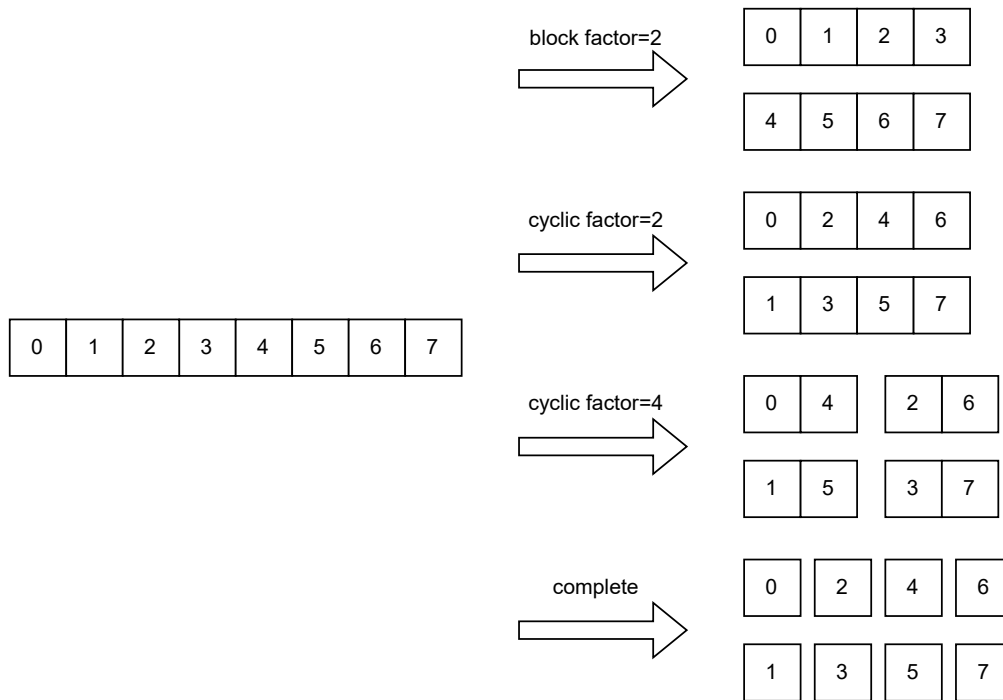 block factor=2
0 1 2 3
4 5 6 7
cyclic factor=2
0 2 4 6
1 3 5 7
0 1 2 3 4 5 6 7
cyclic factor=4
0 4 2 6
1 5 3 7
complete
0 2 4 6
1 3 5 7